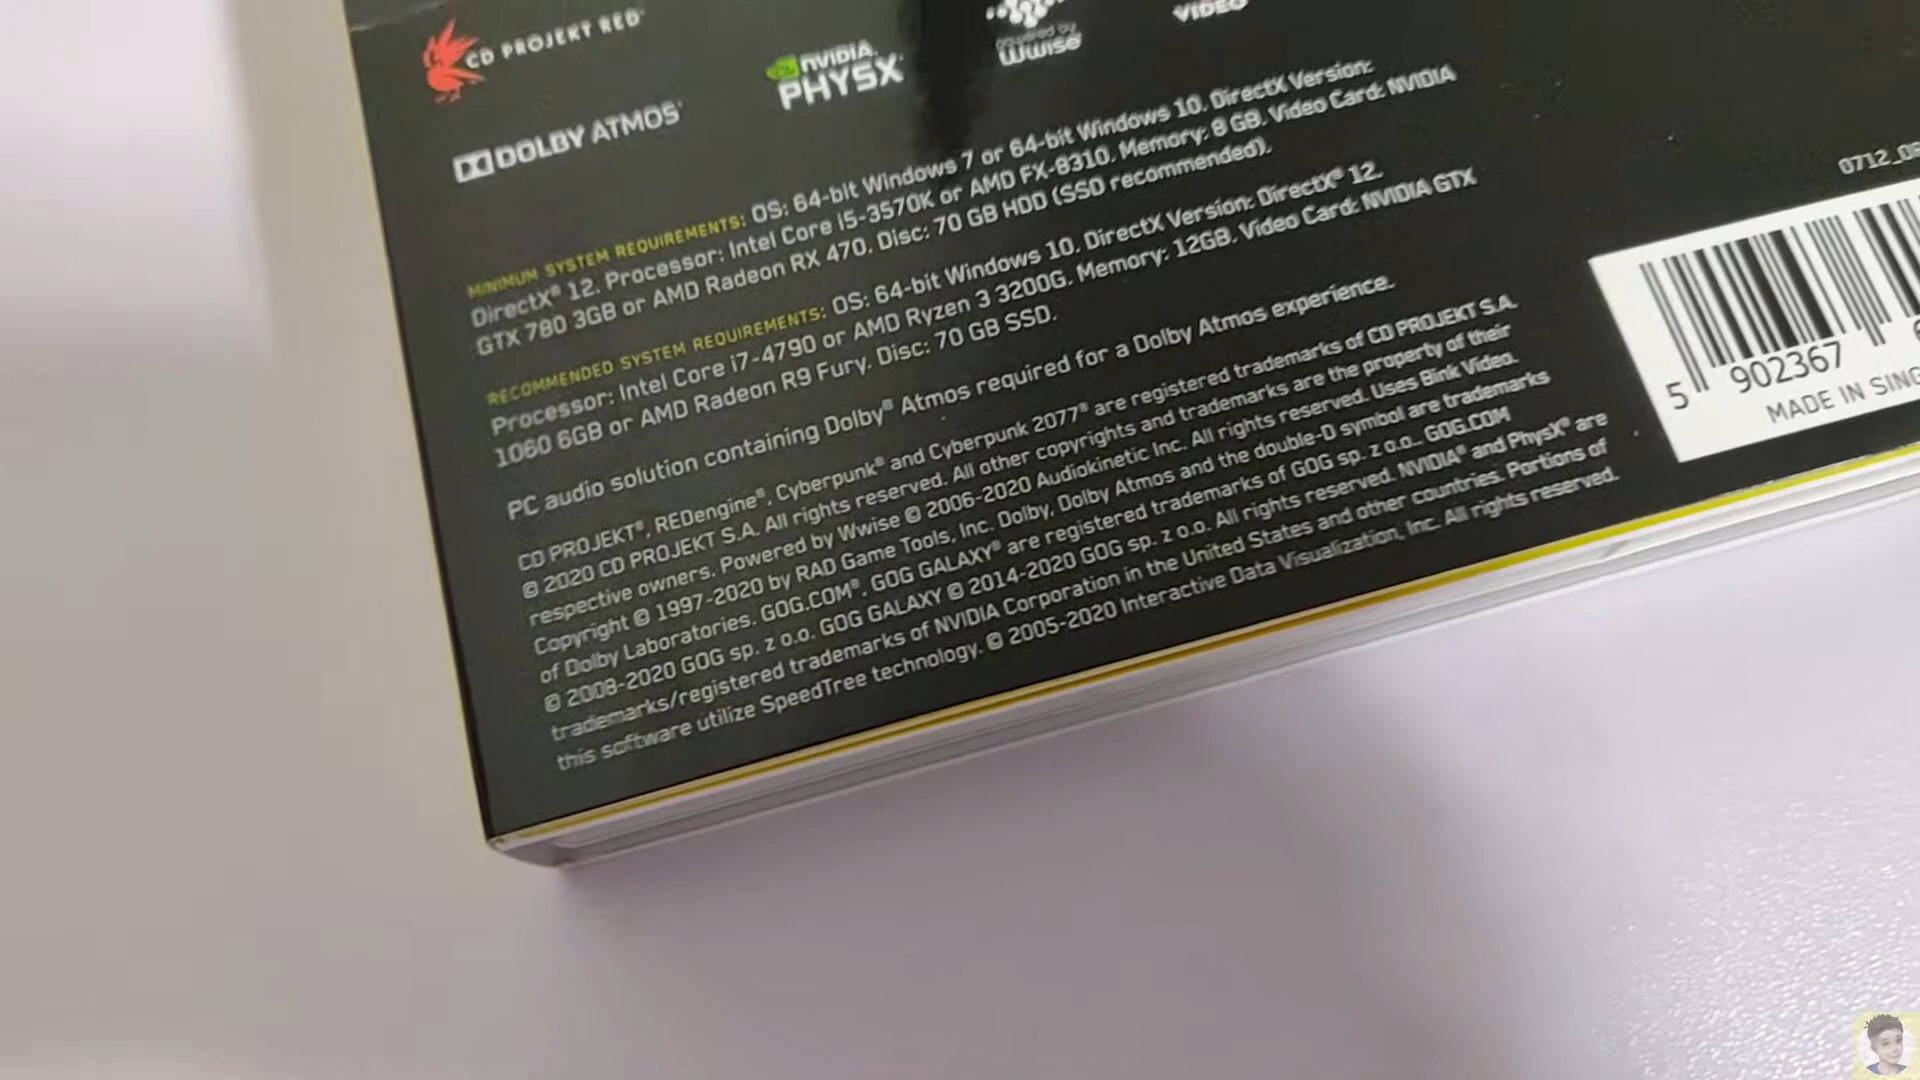 CD PROJEKT RED
NVIDIA
PHYSX
powered by
Wwise
VIDEO
DOLBY ATMOS
MINIMUM SYSTEM REQUIREMENTS: OS: 64-bit Windows 7 or 64-bit Windows 10. DirectX Version:
DirectX® 12. Processor: Intel Core i5-3570K or AMD FX-8310. Memory: 8 GB. Video Card: NVIDIA
GTX 780 3GB or AMD Radeon RX 470. Disc: 70 GB HDD (SSD recommended).
RECOMMENDED SYSTEM REQUIREMENTS: OS: 64-bit Windows 10. DirectX Version: DirectX® 12.
Processor: Intel Core i7-4790 or AMD Ryzen 3 3200G. Memory: 12GB. Video Card: NVIDIA GTX
1060 6GB or AMD Radeon R9 Fury. Disc: 70 GB SSD.
PC audio solution containing Dolby® Atmos required for a Dolby Atmos experience.
CD PROJEKT®, REDengine®, Cyberpunk® and Cyberpunk 2077® are registered trademarks of CD PROJEKT S.A.
© 2020 CD PROJEKT S.A. All rights reserved. All other copyrights and trademarks are the property of their
respective owners. Powered by Wwise © 2006-2020 Audiokinetic Inc. All rights reserved. Uses Bink Video.
Copyright © 1997-2020 by RAD Game Tools, Inc. Dolby, Dolby Atmos and the double-D symbol are trademarks
of Dolby Laboratories. GOG.COM®, GOG GALAXY® are registered trademarks of GOG sp. z o.o.. GOG.COM
© 2008-2020 GOG sp. z o.o. GOG GALAXY © 2014-2020 GOG sp. z o.o. All rights reserved. NVIDIA® and PhysX® are
trademarks/registered trademarks of NVIDIA Corporation in the United States and other countries. Portions of
this software utilize SpeedTree technology. © 2005-2020 Interactive Data Visualization, Inc. All rights reserved.
0712_
5 902367
MADE IN